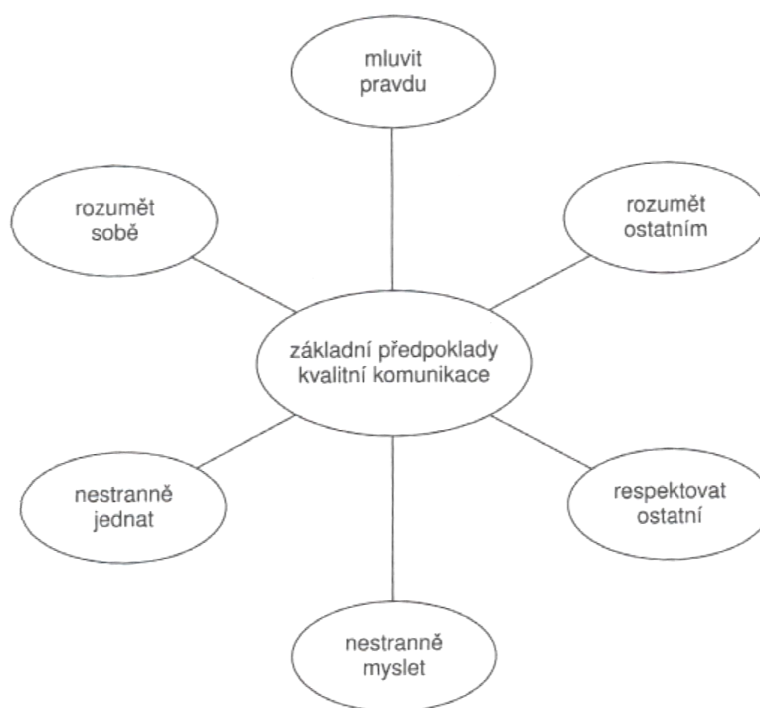 mluvit
pravdu
rozumět
sobě
rozumět
ostatním
základní předpoklady
kvalitní komunikace
nestranně
jednat
respektovat
ostatní
nestranně
myslet